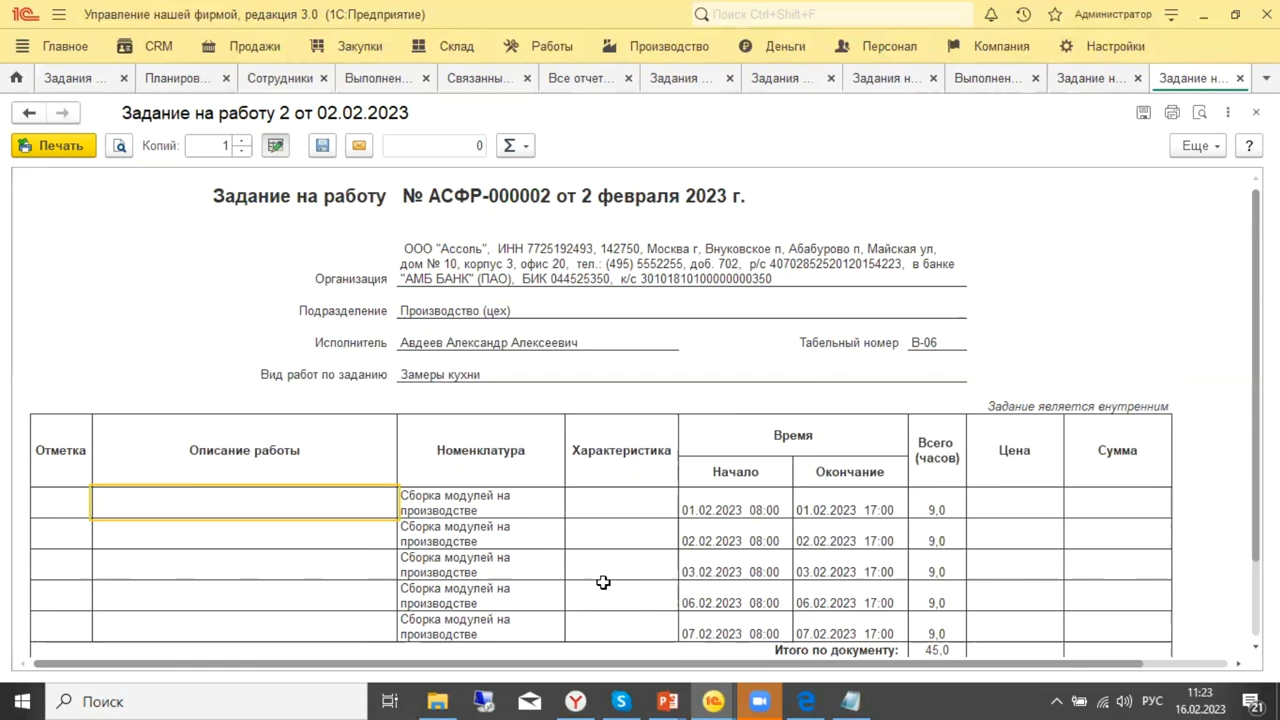 Управление нашей фирмой, редакция 3.0 (1С:Предприятие)
Поиск Ctrl+Shift+F
Администратор
Главное
CRM
Продажи
Закупки
Склад
Работы
Производство
Деньги
Персонал
Компания
Настройки
Задания ...
Планиров...
Сотрудники
Выполнен...
Связанны...
Все отчет...
Задания ...
Задания ...
Задания н...
Выполнен...
Задание н...
Задание н...
Задание на работу 2 от 02.02.2023
Печать
Копий:
1
0
Σ
Еще
?
Задание на работу № АСФР-000002 от 2 февраля 2023 г.
ООО "Ассоль", ИНН 7725192493, 142750, Москва г, Внуковское п, Абабурово п, Майская ул,
дом № 10, корпус 3, офис 20, тел.: (495) 5552255, доб. 702, р/с 40702852520120154223, в банке
Организация "АМБ БАНК" (ПАО), БИК 044525350, к/с 30101810100000000350
Подразделение Производство (цех)
Исполнитель Авдеев Александр Алексеевич Табельный номер В-06
Вид работ по заданию Замеры кухни
Задание является внутренним
Отметка
Описание работы
Номенклатура
Характеристика
Время
Начало
Окончание
Всего
(часов)
Цена
Сумма
Сборка модулей на
производстве 01.02.2023 08:00 01.02.2023 17:00 9,0
Сборка модулей на
производстве 02.02.2023 08:00 02.02.2023 17:00 9,0
Сборка модулей на
производстве 03.02.2023 08:00 03.02.2023 17:00 9,0
Сборка модулей на
производстве 06.02.2023 08:00 06.02.2023 17:00 9,0
Сборка модулей на
производстве 07.02.2023 08:00 07.02.2023 17:00 9,0
Итого по документу: 45,0
Поиск
РУС
11:23
16.02.2023
21